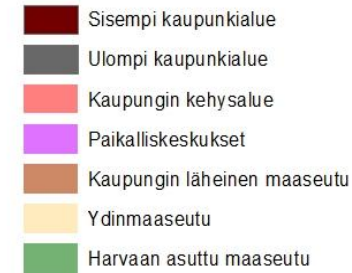 Sisempi kaupunkialue
Ulompi kaupunkialue
Kaupungin kehysalue
Paikalliskeskukset
Kaupungin läheinen maaseutu
Ydinmaaseutu
Harvaan asuttu maaseutu